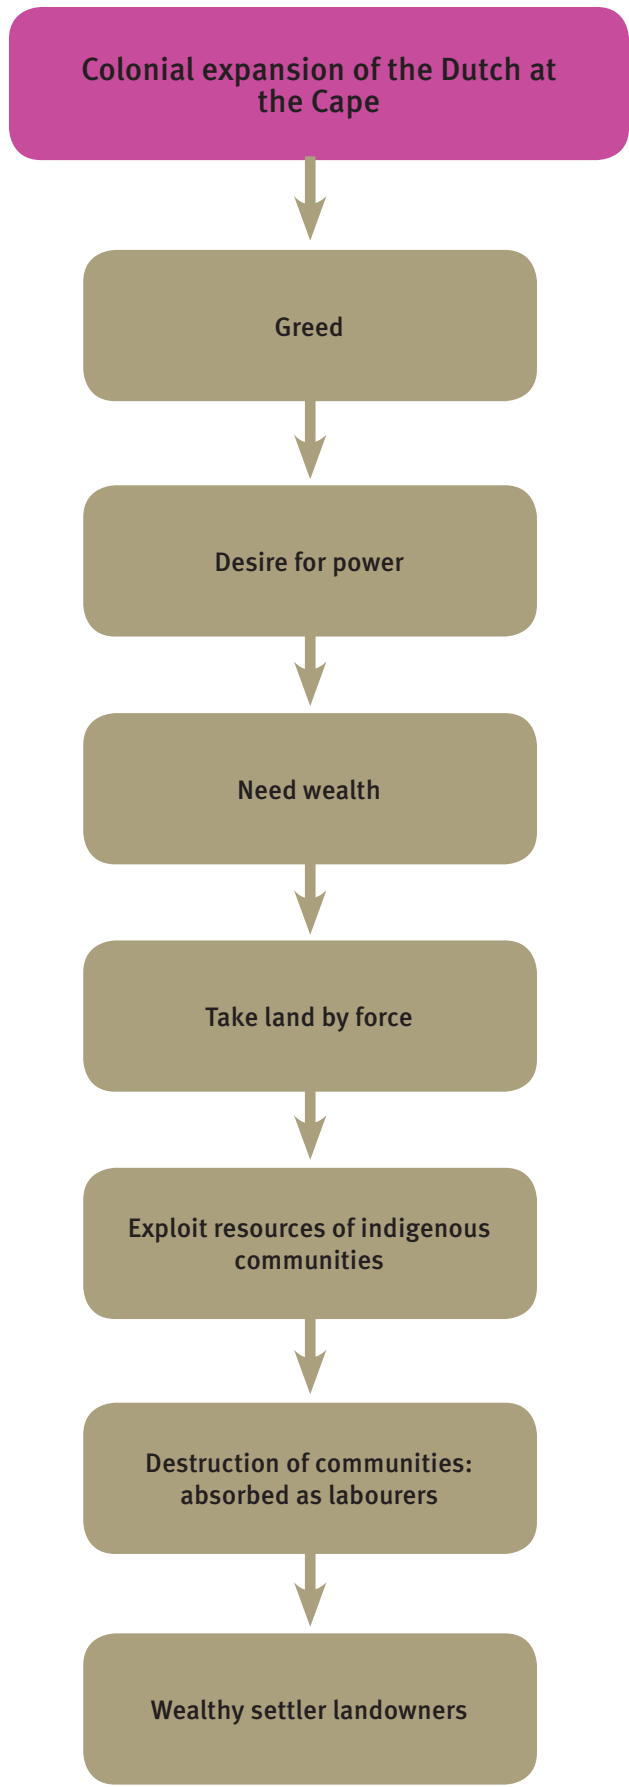 Colonial expansion of the Dutch at
the Cape
Greed
Desire for power
Need wealth
Take land by force
Exploit resources of indigenous
communities
Destruction of communities:
absorbed as labourers
Wealthy settler landowners